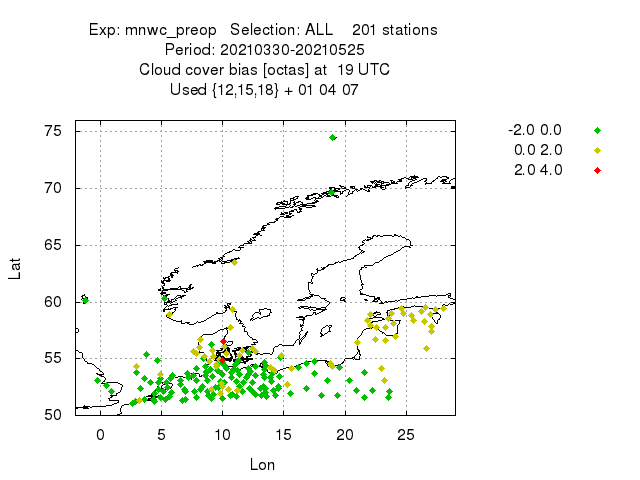 Exp: mnwc_preop   Selection: ALL    201 stations
Period: 20210330-20210525
Cloud cover bias [octas] at  19 UTC
Used {12,15,18} + 01 04 07
-2.0 0.0
0.0 2.0
2.0 4.0
75
70
65
60
55
50
Lat
0 5 10 15 20 25
Lon